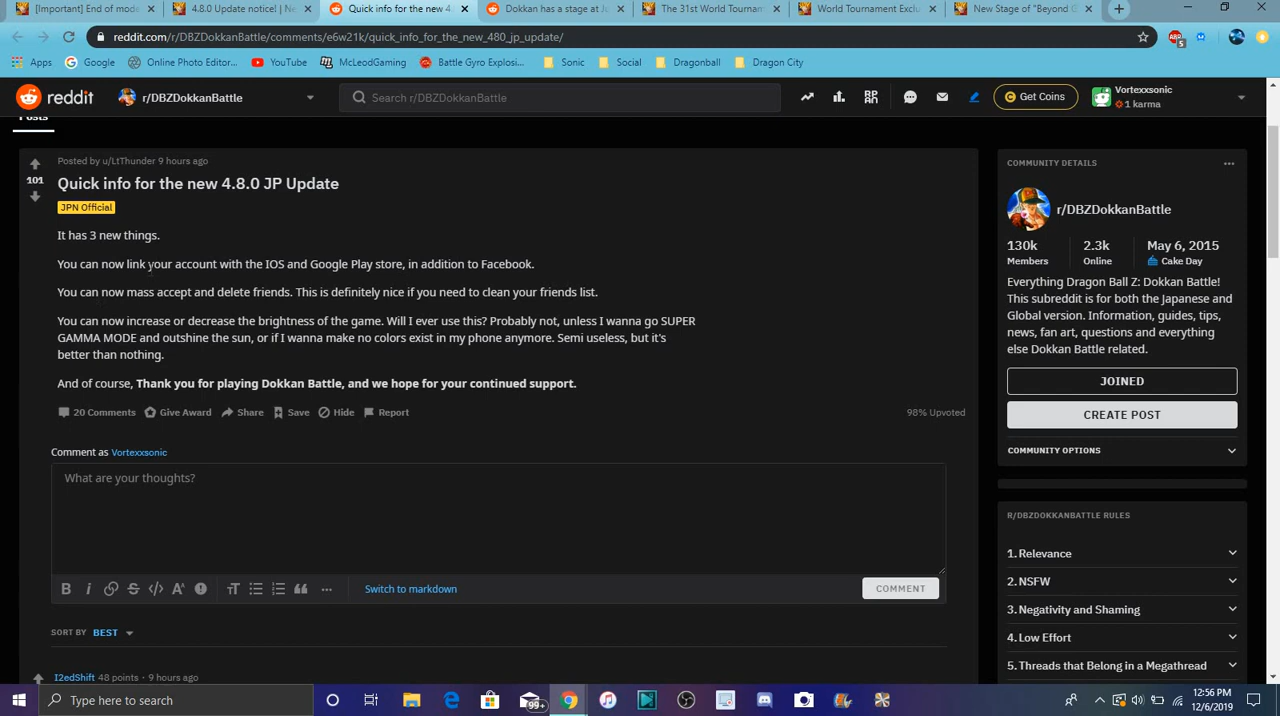 [Important] End of mode
4.8.0 Update notice! | Ne
Quick info for the new 4.
Dokkan has a stage at Ju
The 31st World Tourname
World Tournament Exclu
New Stage of "Beyond G
reddit.com/r/DBZDokkanBattle/comments/e6w21k/quick_info_for_the_new_480_jp_update/
ABP
5
Apps
Google
Online Photo Editor...
YouTube
McLeodGaming
Battle Gyro Explosi...
Sonic
Social
Dragonball
Dragon City
reddit
r/DBZDokkanBattle
Search r/DBZDokkanBattle
Get Coins
Vortexxsonic
1 karma
Posts
Posted by u/LtThunder 9 hours ago
101
Quick info for the new 4.8.0 JP Update
JPN Official
It has 3 new things.
You can now link your account with the IOS and Google Play store, in addition to Facebook.
You can now mass accept and delete friends. This is definitely nice if you need to clean your friends list.
You can now increase or decrease the brightness of the game. Will I ever use this? Probably not, unless I wanna go SUPER
GAMMA MODE and outshine the sun, or if I wanna make no colors exist in my phone anymore. Semi useless, but it's
better than nothing.
And of course, Thank you for playing Dokkan Battle, and we hope for your continued support.
20 Comments
Give Award
Share
Save
Hide
Report
98% Upvoted
Comment as Vortexxsonic
What are your thoughts?
Switch to markdown
COMMENT
SORT BY BEST
I2edShift 48 points · 9 hours ago
COMMUNITY DETAILS
r/DBZDokkanBattle
130k
2.3k
May 6, 2015
Members
Online
Cake Day
Everything Dragon Ball Z: Dokkan Battle!
This subreddit is for both the Japanese and
Global version. Information, guides, tips,
news, fan art, questions and everything
else Dokkan Battle related.
JOINED
CREATE POST
COMMUNITY OPTIONS
R/DBZDOKKANBATTLE RULES
1. Relevance
2. NSFW
3. Negativity and Shaming
4. Low Effort
5. Threads that Belong in a Megathread
Type here to search
99+
12:56 PM
12/6/2019